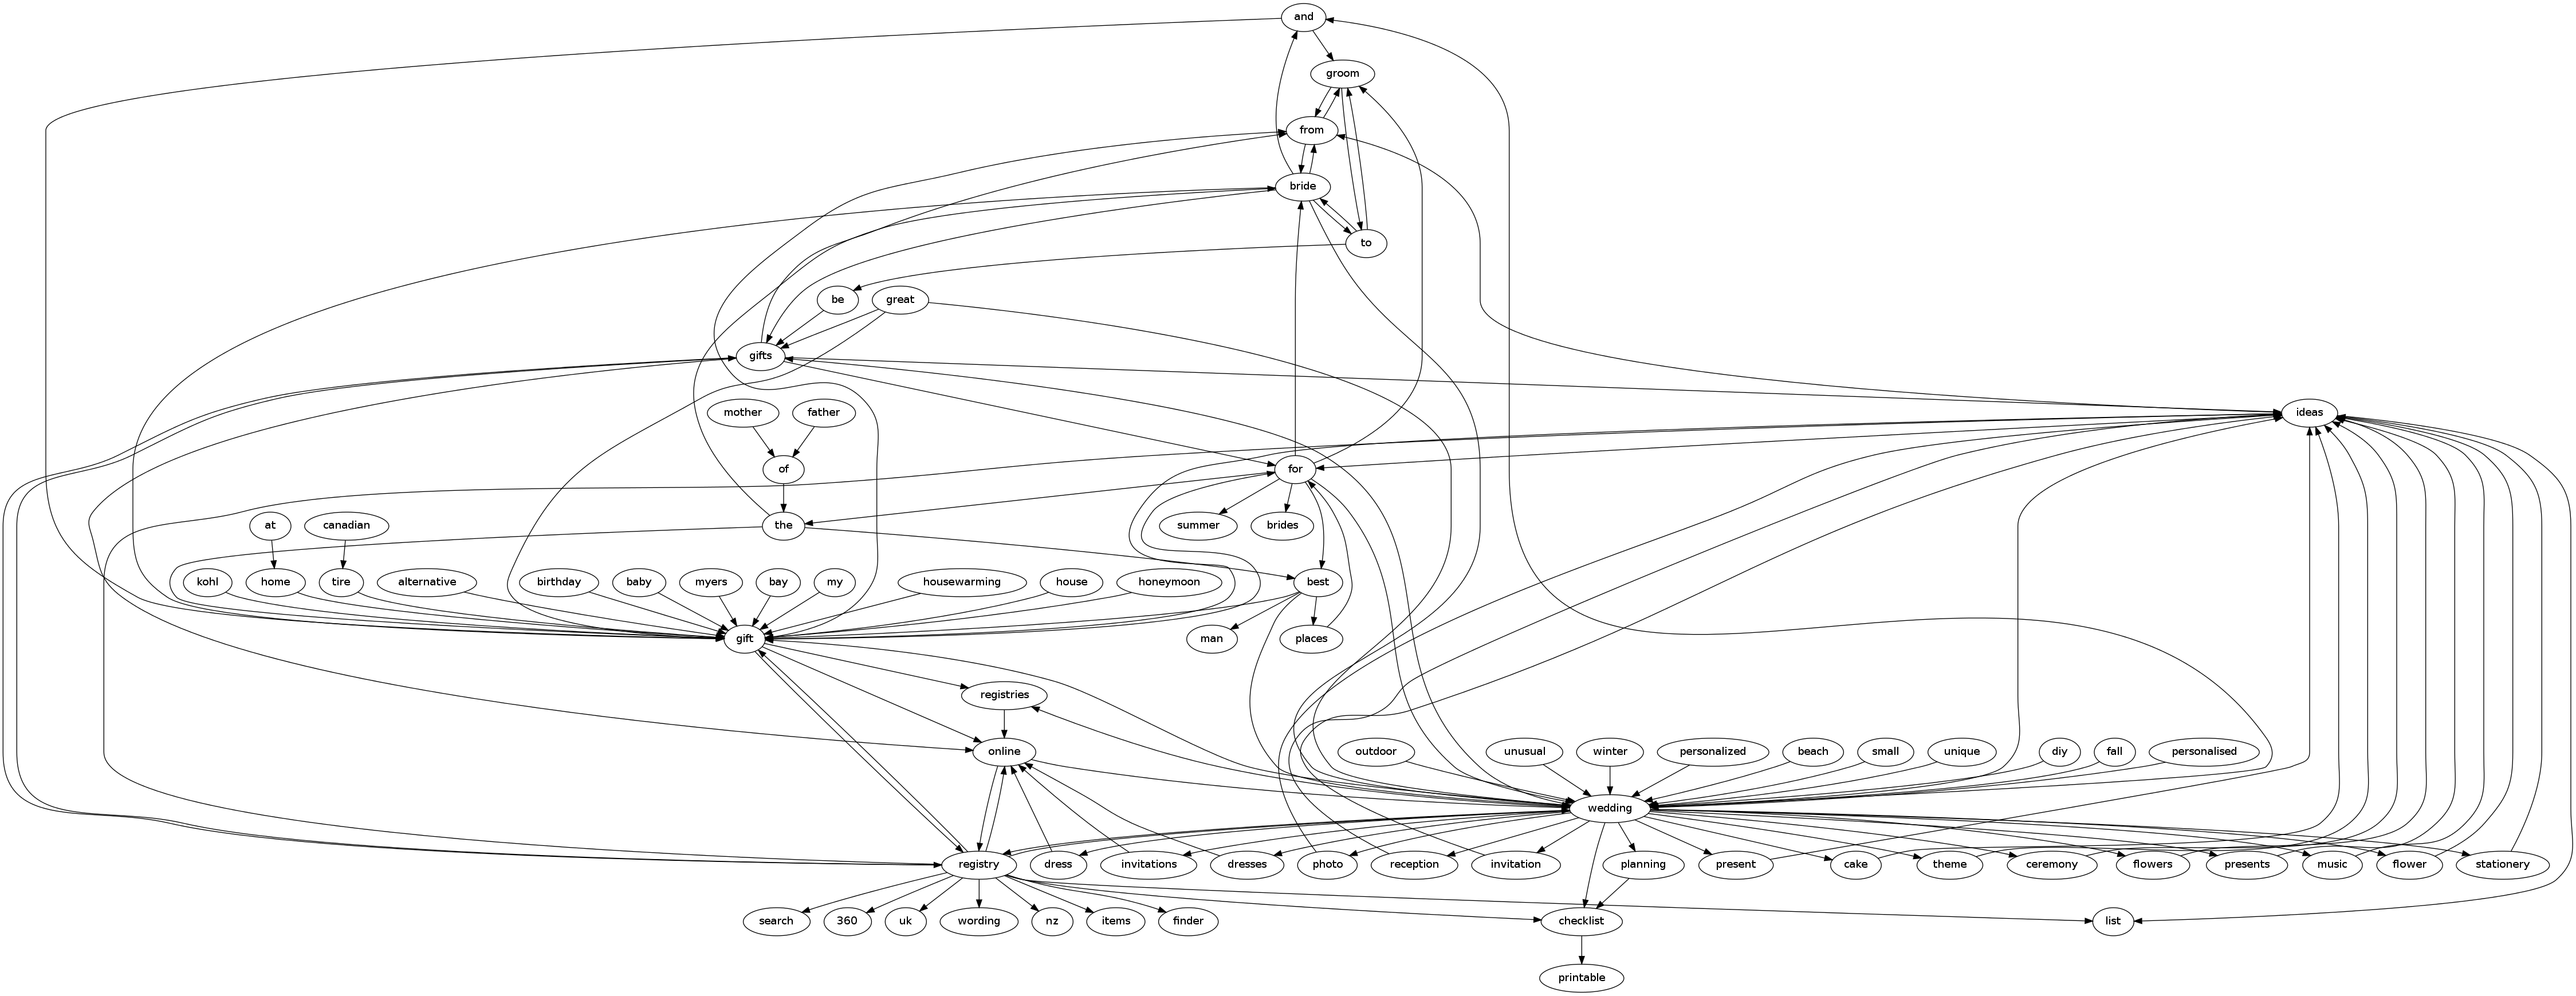 and
groom
from
bride
to
be
great
gifts
mother
father
ideas
of
for
at
canadian
the
summer
brides
kohl
home
tire
alternative
birthday
baby
myers
bay
my
housewarming
house
honeymoon
best
gift
man
places
registries
online
outdoor
unusual
winter
personalized
beach
small
unique
diy
fall
personalised
wedding
registry
dress
invitations
dresses
photo
reception
invitation
planning
present
cake
theme
ceremony
flowers
presents
music
flower
stationery
search
360
uk
wording
nz
items
finder
checklist
list
printable